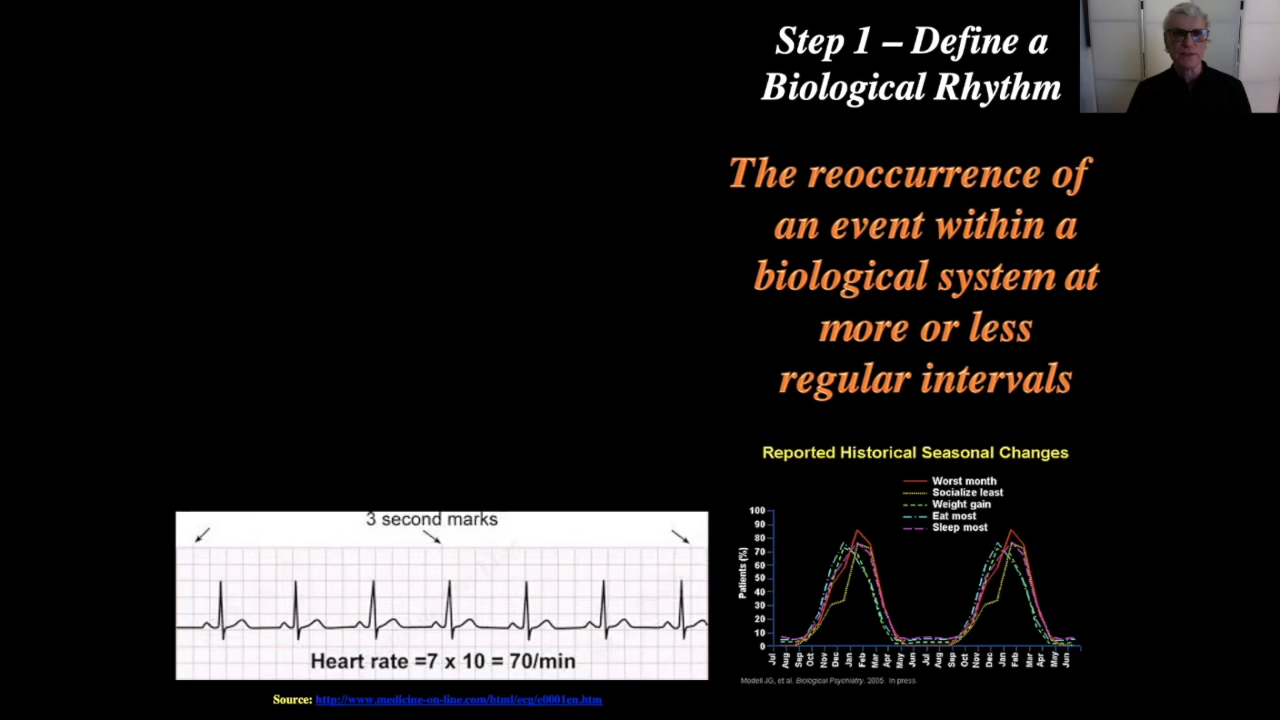 Step 1 – Define a
Biological Rhythm
The reoccurrence of
an event within a
biological system at
more or less
regular intervals
3 second marks
Heart rate =7 x 10 = 70/min
Source: http://www.medicine-on-line.com/html/ecg/e0001en.htm
Reported Historical Seasonal Changes
Worst month
Socialize least
Weight gain
Eat most
Sleep most
Patients (%)
100
90
80
70
60
50
40
30
20
10
0
Jul Aug Sep Oct Nov Dec Jan Feb Mar Apr May Jun Jul Aug Sep Oct Nov Dec Jan Feb Mar Apr May Jun
Modell JG, et al. Biological Psychiatry. 2005. In press.